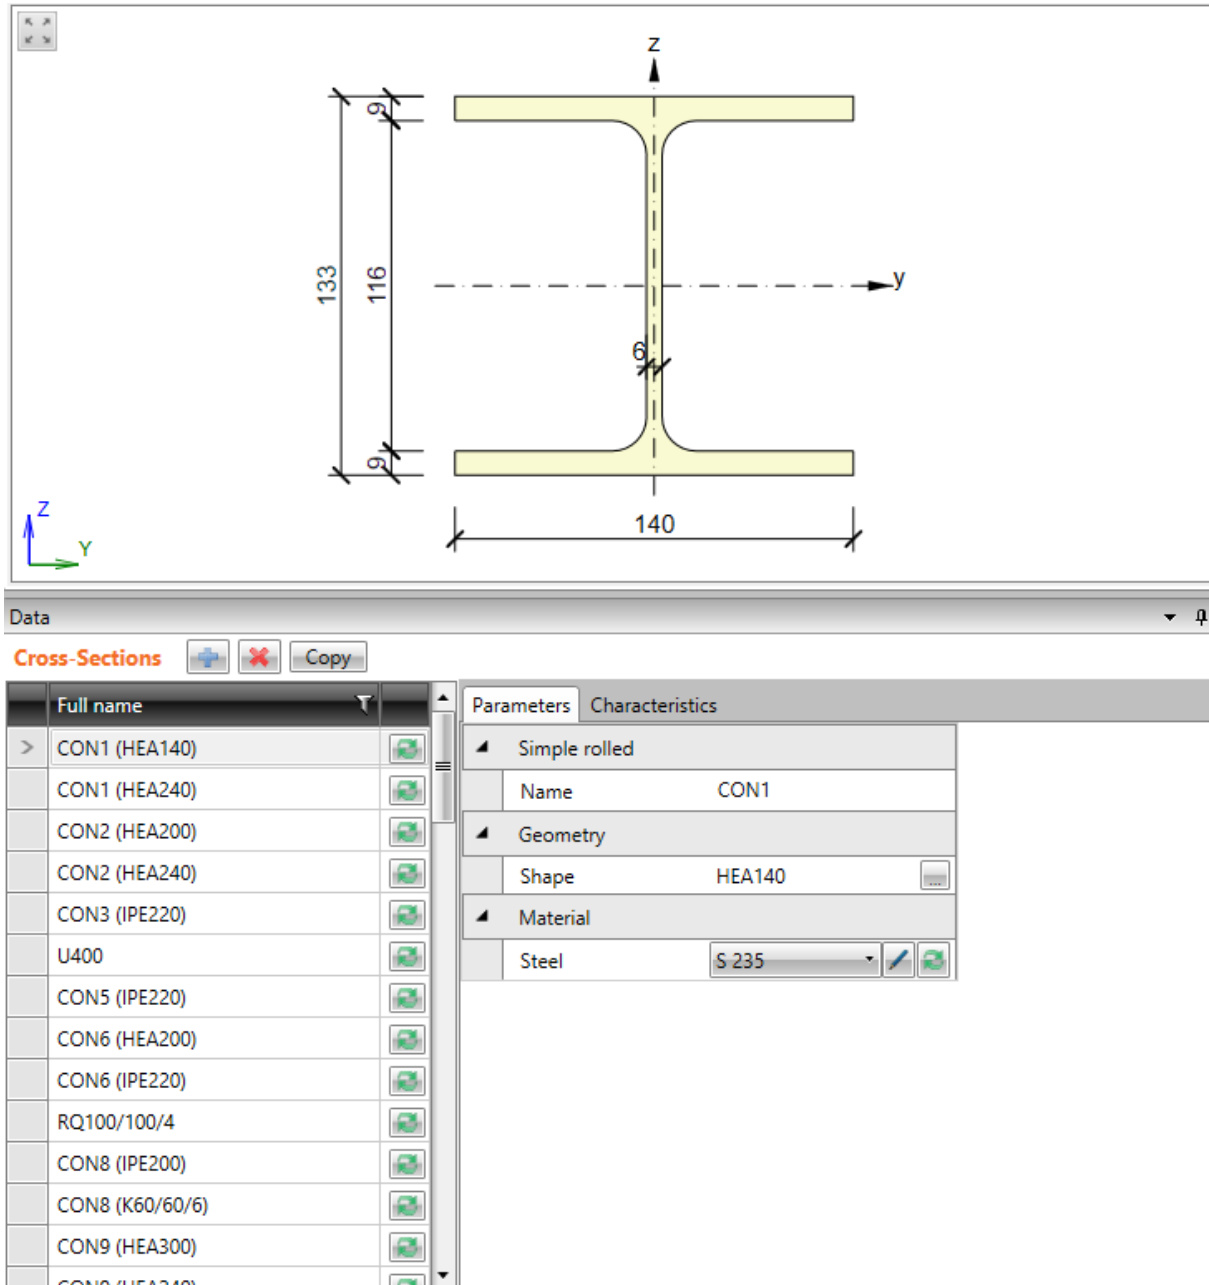 z
9
133
116
y
6
9
140
Z
Y
Data
Cross-Sections Copy
Full name
Parameters Characteristics
CON1 (HEA140)
CON1 (HEA240)
CON2 (HEA200)
CON2 (HEA240)
CON3 (IPE220)
U400
CON5 (IPE220)
CON6 (HEA200)
CON6 (IPE220)
RQ100/100/4
CON8 (IPE200)
CON8 (K60/60/6)
CON9 (HEA300)
Simple rolled
Name CON1
Geometry
Shape HEA140 ...
Material
Steel S 235